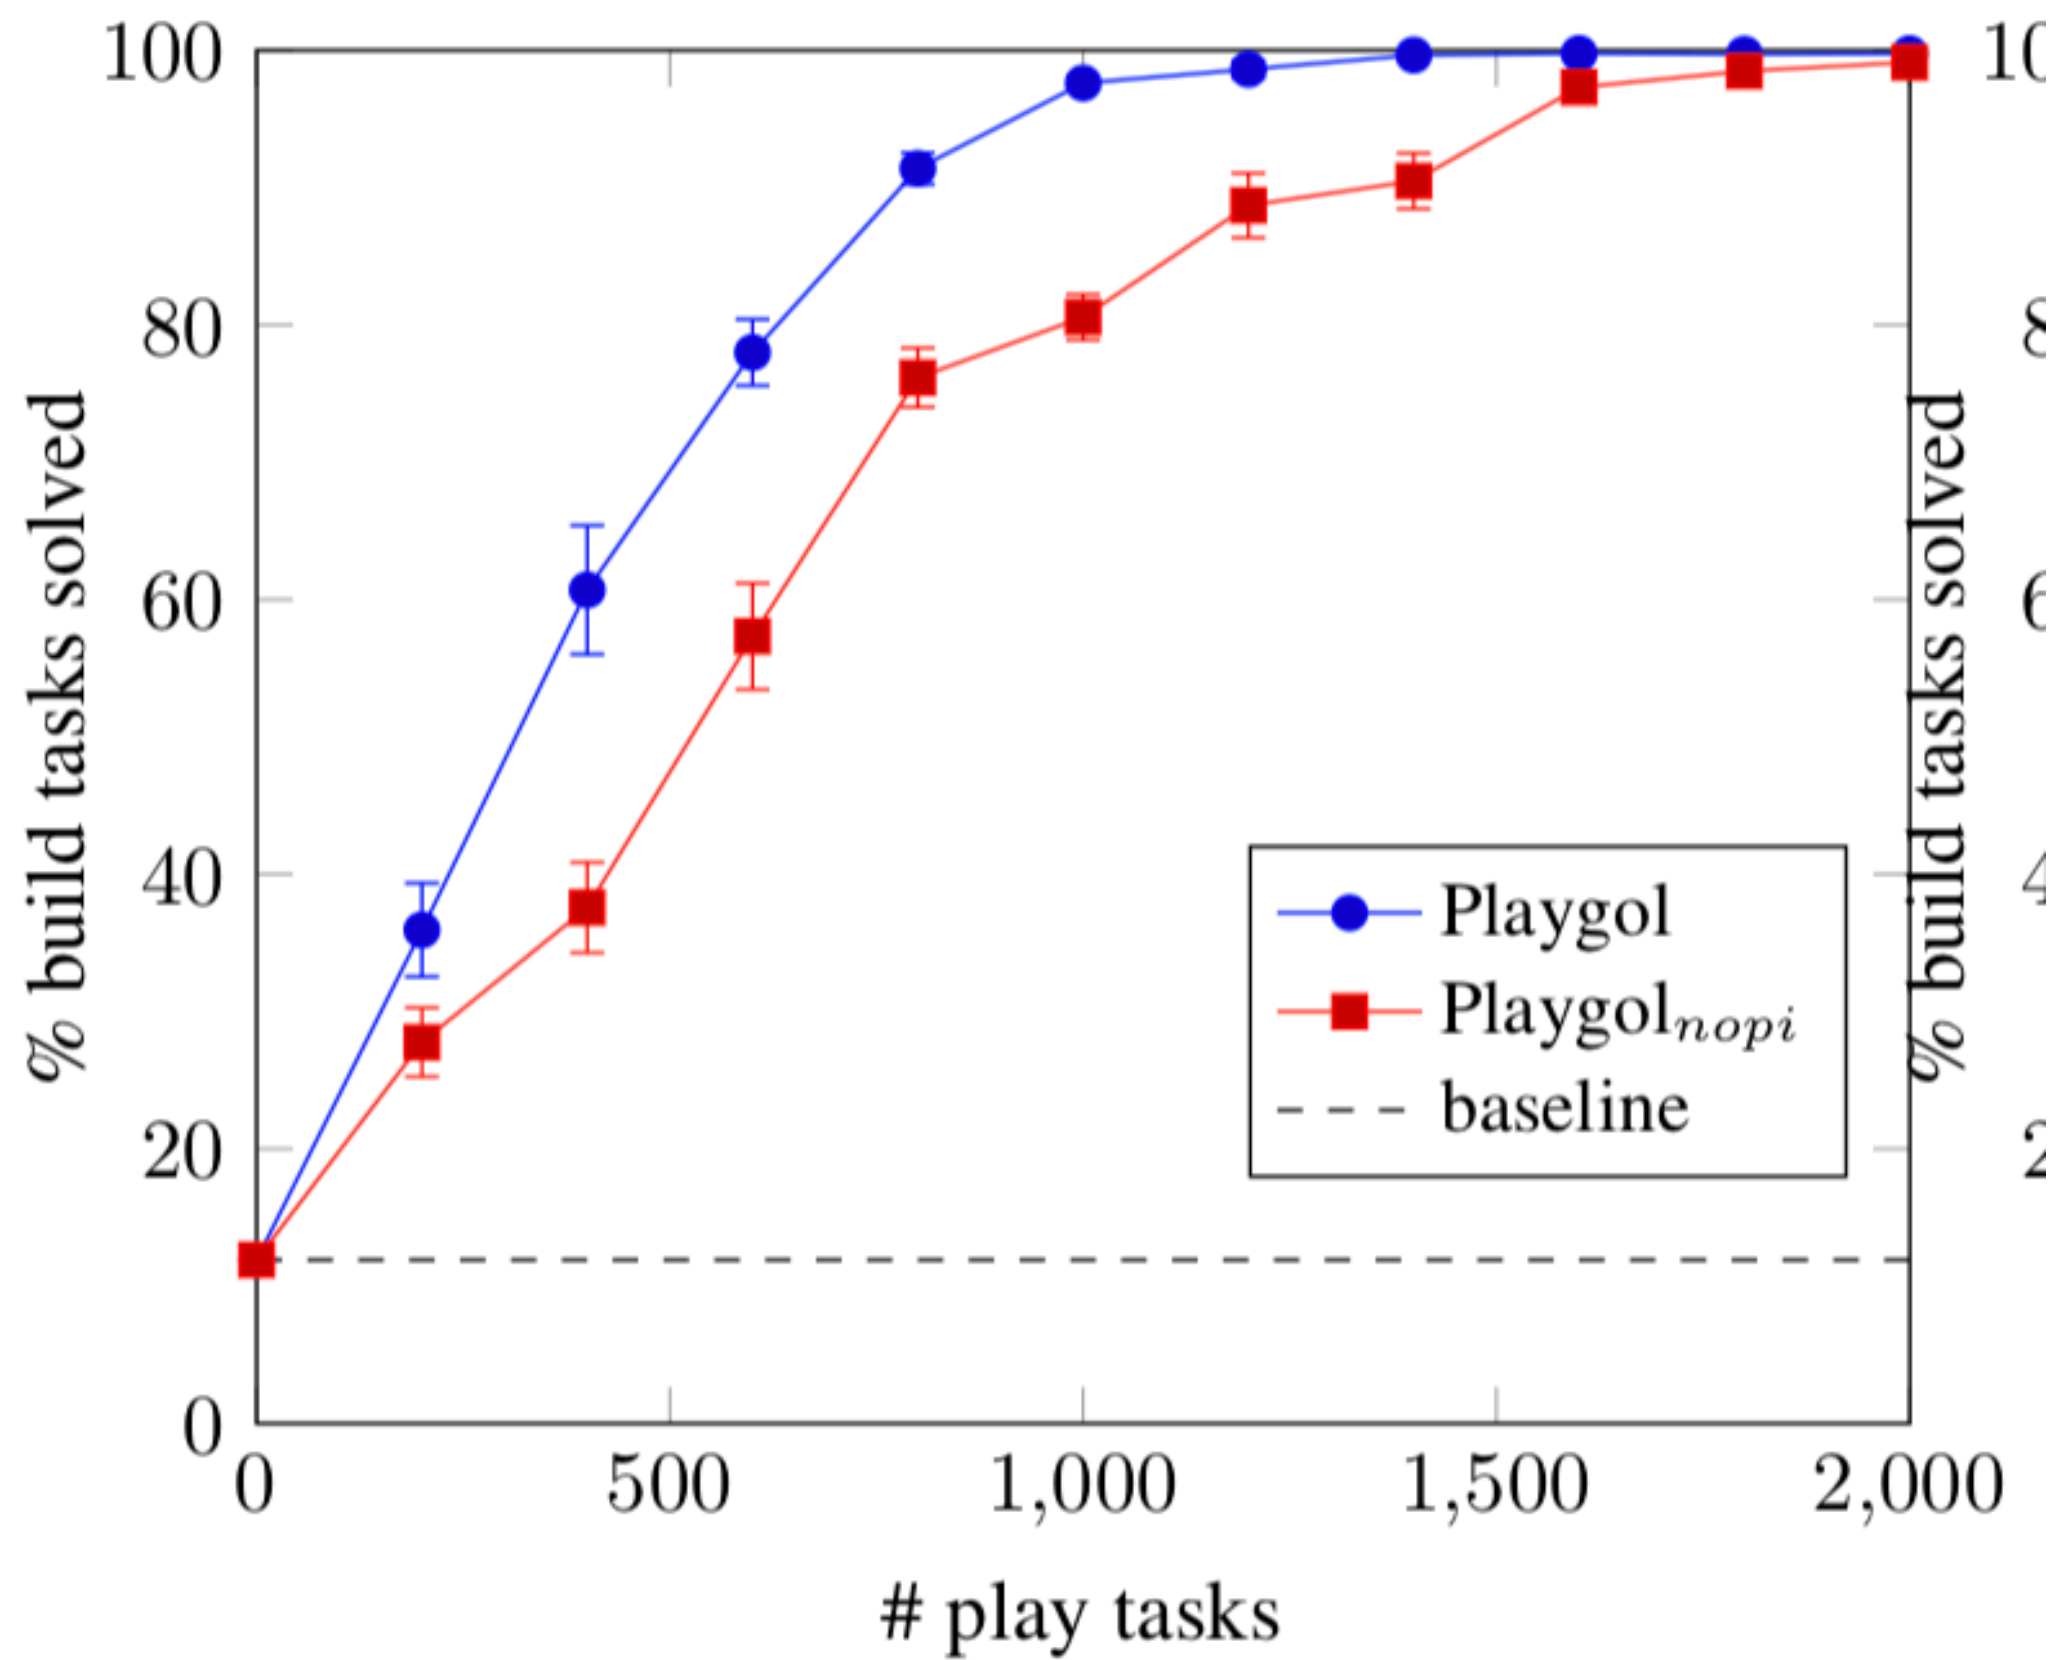 100
80
60
40
20
0
0 500 1,000 1,500 2,000
# play tasks
% build tasks solved
Playgol
Playgol_nopi
baseline
% build tasks solved